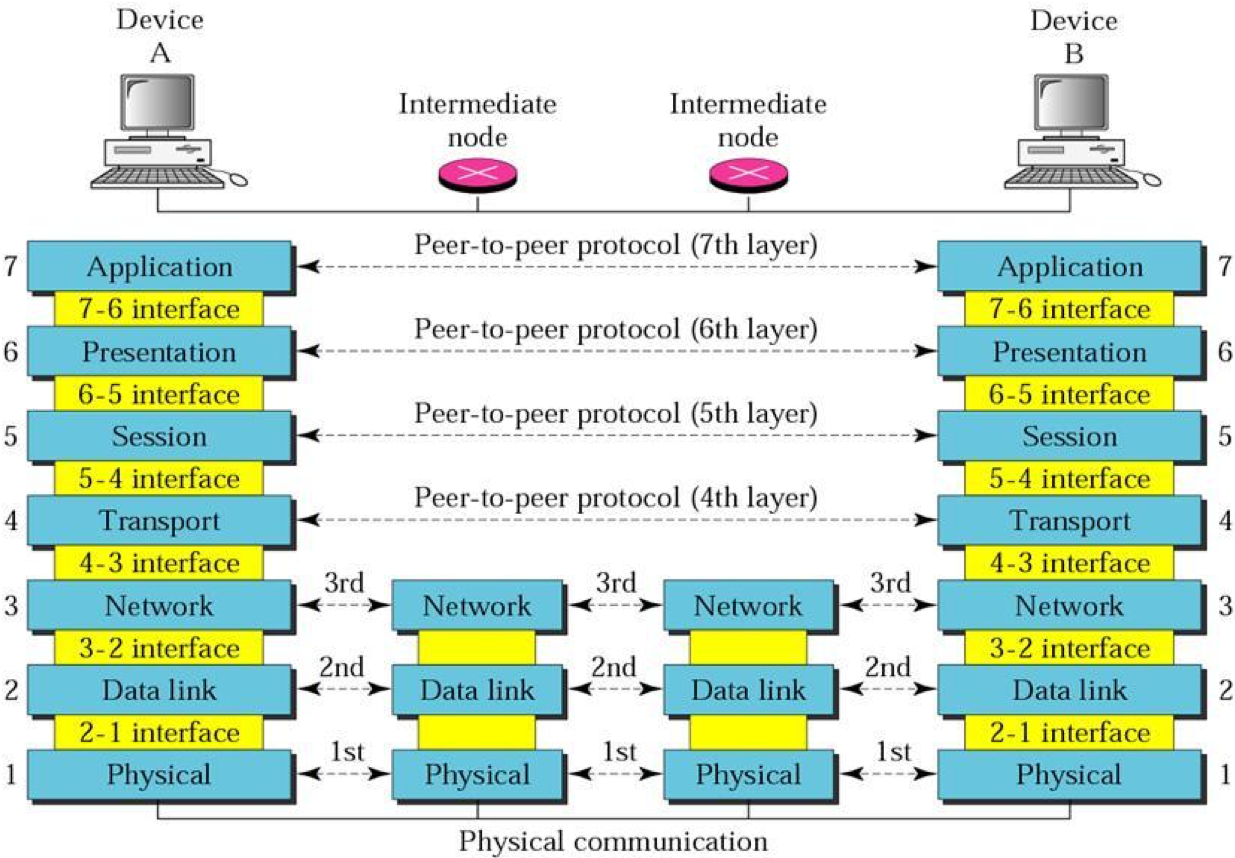 Device
A
Device
B
Intermediate
node
Intermediate
node
Peer-to-peer protocol (7th layer)
7 Application Application 7
7-6 interface 7-6 interface
Peer-to-peer protocol (6th layer)
6 Presentation Presentation 6
6-5 interface 6-5 interface
Peer-to-peer protocol (5th layer)
5 Session Session 5
5-4 interface 5-4 interface
Peer-to-peer protocol (4th layer)
4 Transport Transport 4
4-3 interface 4-3 interface
3rd 3rd 3rd
3 Network Network Network Network 3
3-2 interface 3-2 interface
2nd 2nd 2nd
2 Data link Data link Data link Data link 2
2-1 interface 2-1 interface
1st 1st 1st
1 Physical Physical Physical Physical 1
Physical communication